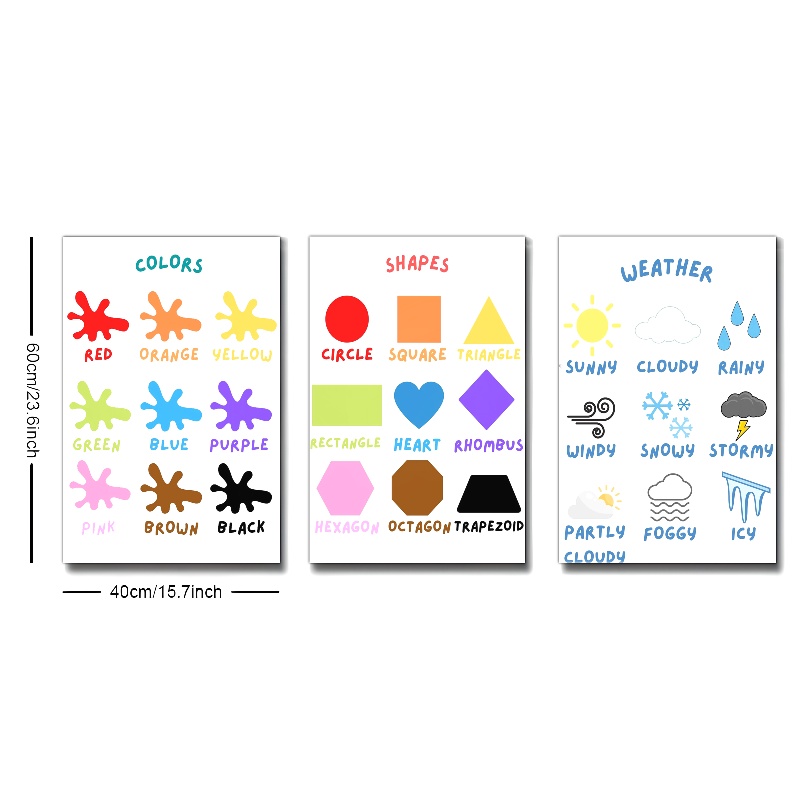 60cm/23.6inch
40cm/15.7inch
COLORS
RED ORANGE YELLOW
GREEN BLUE PURPLE
PINK BROWN BLACK
SHAPES
CIRCLE SQUARE TRIANGLE
RECTANGLE HEART RHOMBUS
HEXAGON OCTAGON TRAPEZOID
WEATHER
SUNNY CLOUDY RAINY
WINDY SNOWY STORMY
PARTLY CLOUDY FOGGY ICY